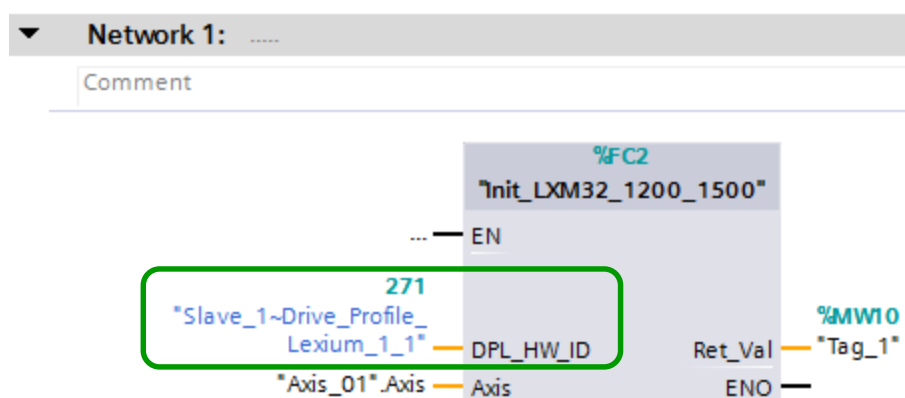 Network 1: .....
Comment
%FC2
"Init_LXM32_1200_1500"
... EN
271
"Slave_1~Drive_Profile_
Lexium_1_1" DPL_HW_ID
%MW10
Ret_Val "Tag_1"
"Axis_01".Axis Axis
ENO